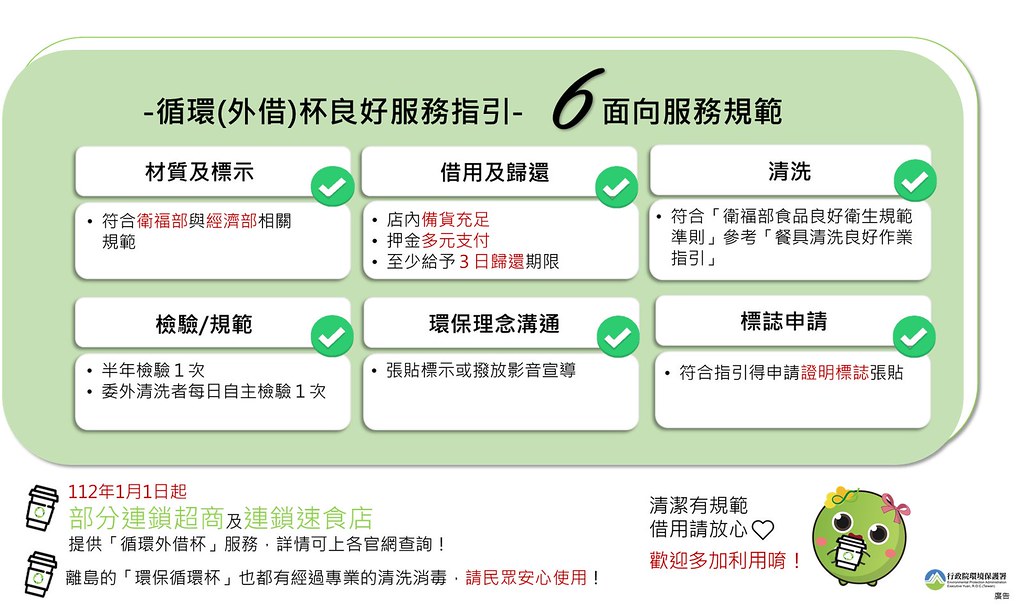 -循環(外借)杯良好服務指引- 6 面向服務規範
材質及標示
• 符合衛福部與經濟部相關
規範
借用及歸還
• 店內備貨充足
• 押金多元支付
• 至少給予3日歸還期限
清洗
• 符合「衛福部食品良好衛生規範
準則」參考「餐具清洗良好作業
指引」
檢驗/規範
• 半年檢驗1次
• 委外清洗者每日自主檢驗1次
環保理念溝通
• 張貼標示或撥放影音宣導
標誌申請
• 符合指引得申請證明標誌張貼
112年1月1日起
部分連鎖超商及連鎖速食店
提供「循環外借杯」服務，詳情可上各官網查詢！
離島的「環保循環杯」也都有經過專業的清洗消毒，請民眾安心使用！
清潔有規範
借用請放心♡
歡迎多加利用唷！
行政院環境保護署
Environmental Protection Administration
Executive Yuan, R.O.C.(Taiwan)
廣告